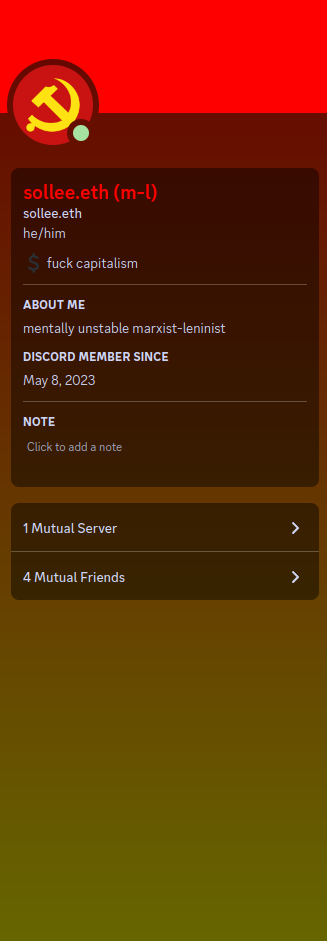 sollee.eth (m-l)
sollee.eth
he/him
$ fuck capitalism
ABOUT ME
mentally unstable marxist-leninist
DISCORD MEMBER SINCE
May 8, 2023
NOTE
Click to add a note
1 Mutual Server
4 Mutual Friends